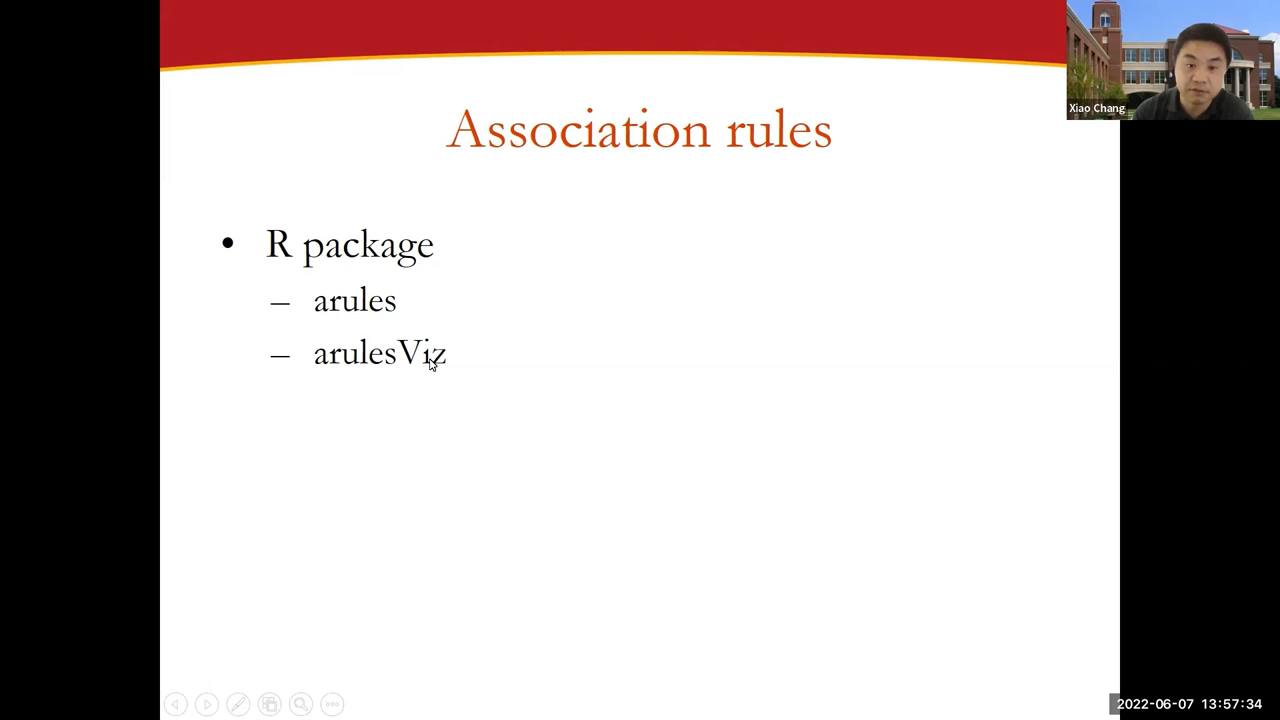 Association rules
Xiao Chang
• R package
– arules
– arulesViz
2022-06-07 13:57:34